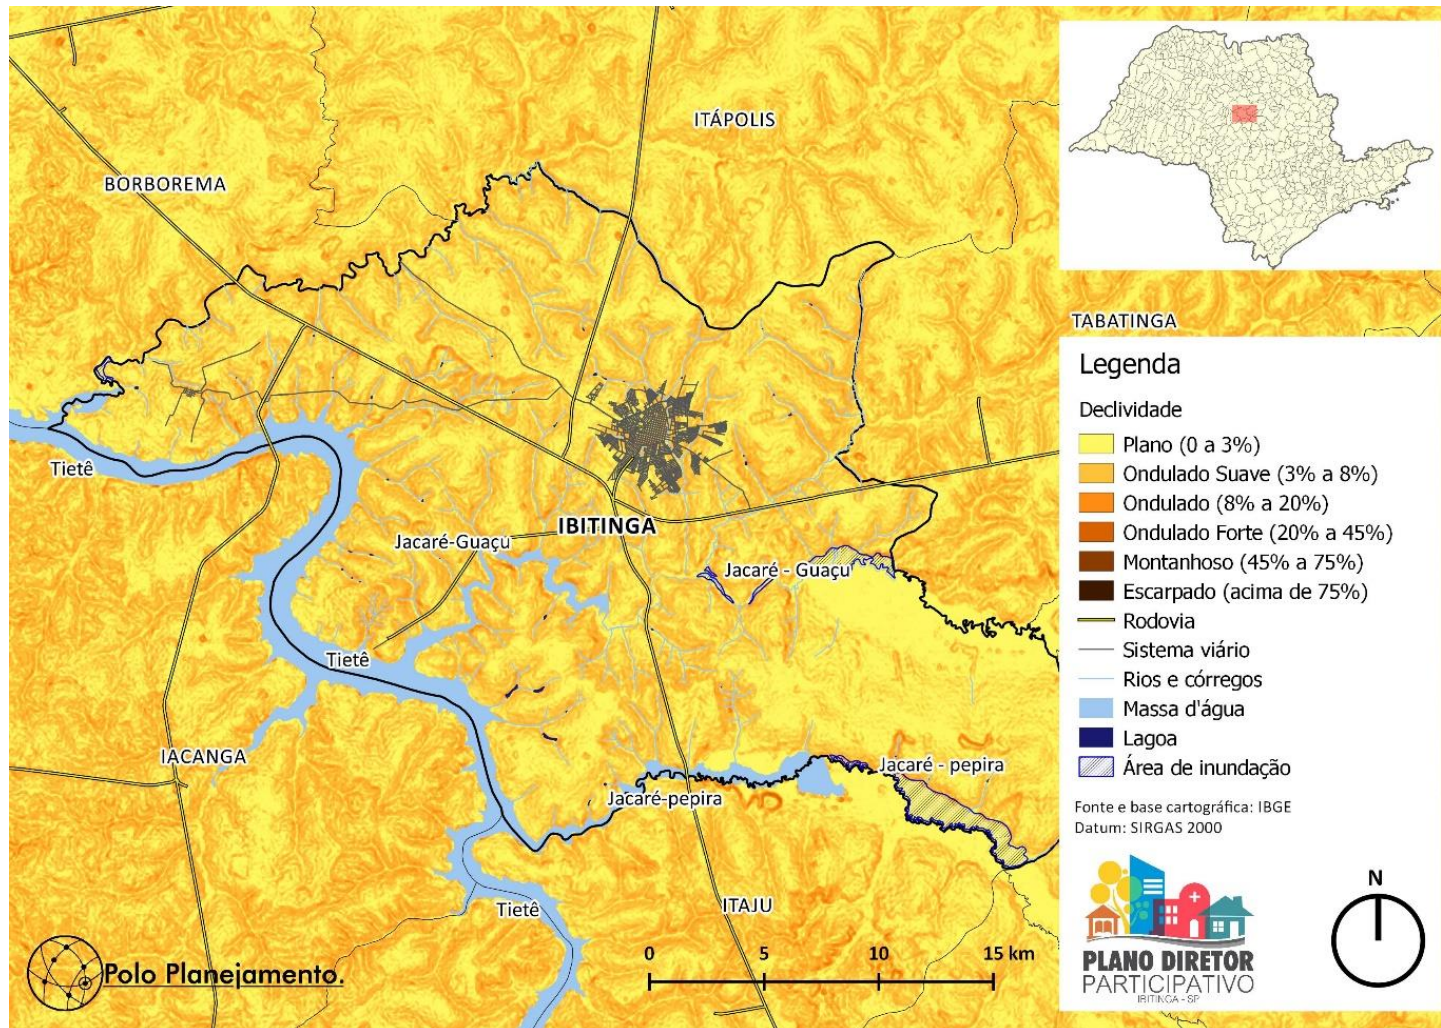 ITÁPOLIS
BORBOREMA
TABATINGA
Tietê
IBITINGA
Jacaré-Guaçu
Jacaré - Guaçu
Tietê
IACANGA
Jacaré - pepira
Jacaré-pepira
ITAJU
Tietê
Legenda
Declividade
Plano (0 a 3%)
Ondulado Suave (3% a 8%)
Ondulado (8% a 20%)
Ondulado Forte (20% a 45%)
Montanhoso (45% a 75%)
Escarpado (acima de 75%)
Rodovia
Sistema viário
Rios e córregos
Massa d'água
Lagoa
Área de inundação
Fonte e base cartográfica: IBGE
Datum: SIRGAS 2000
PLANO DIRETOR
PARTICIPATIVO
IBITINGA - SP
N
0 5 10 15 km
Polo Planejamento.